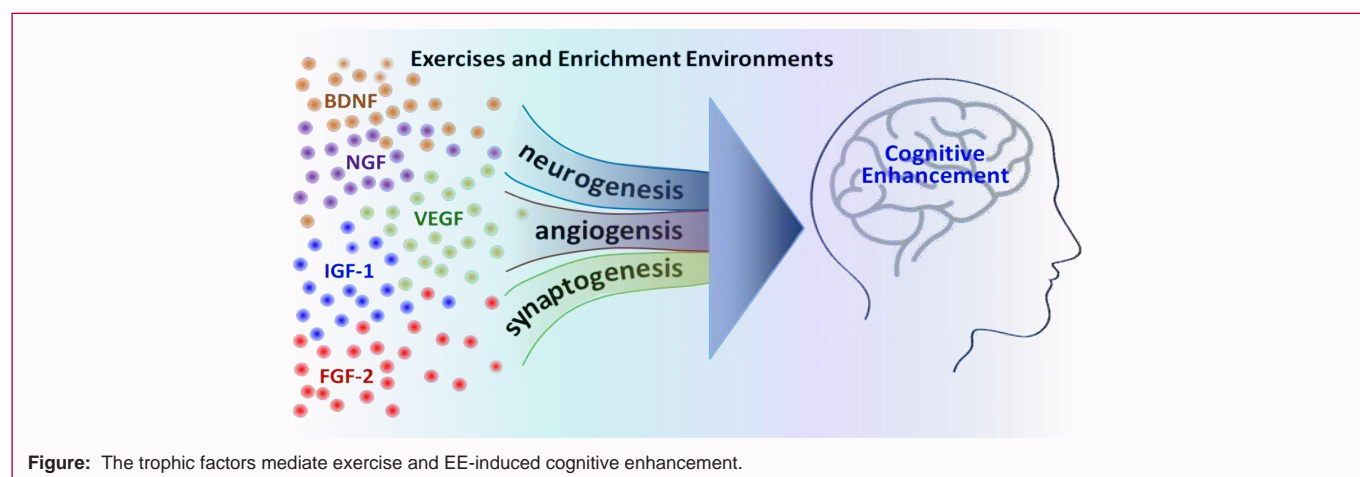 Exercises and Enrichment Environments
BDNF
NGF
VEGF
IGF-1
FGF-2
neurogenesis
angiogensis
synaptogenesis
Cognitive
Enhancement
Figure: The trophic factors mediate exercise and EE-induced cognitive enhancement.